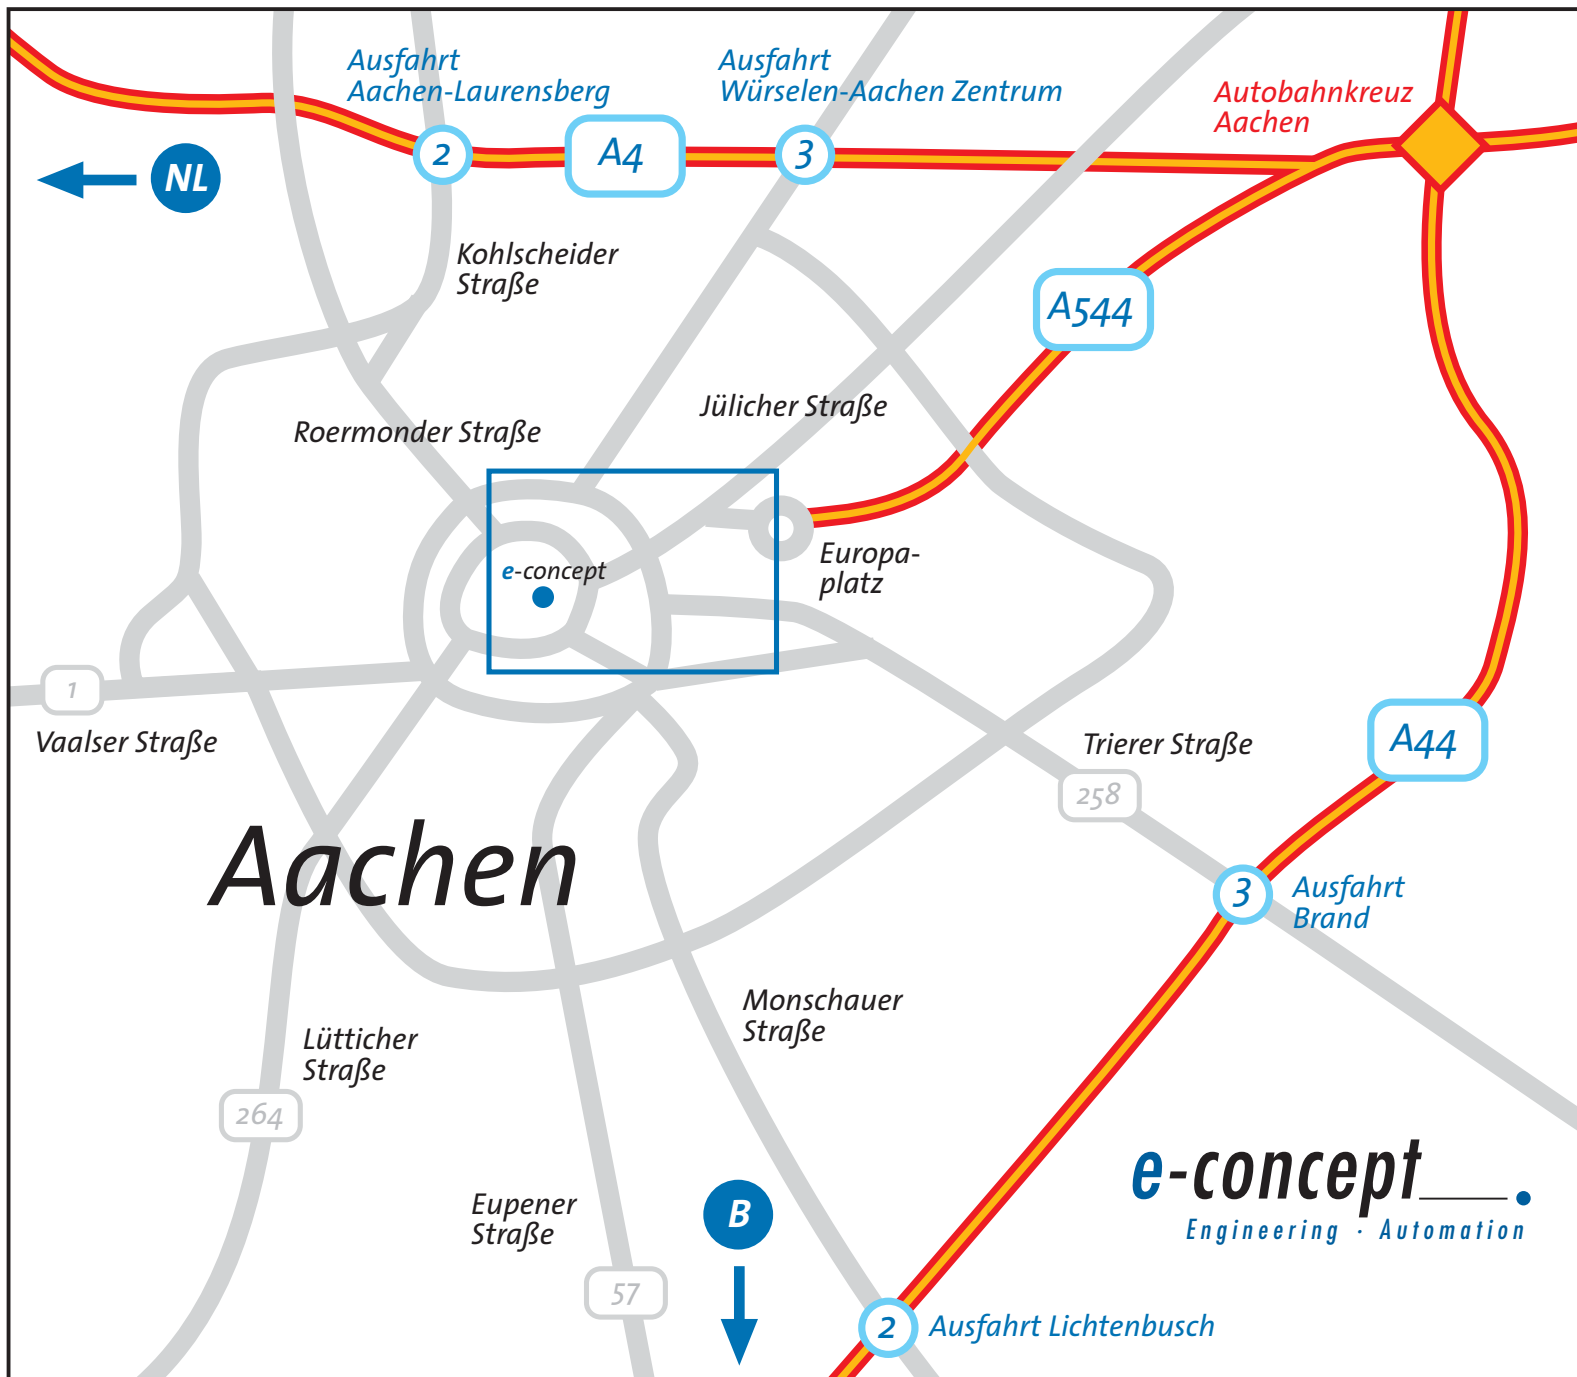 Ausfahrt
Aachen-Laurensberg
Ausfahrt
Würselen-Aachen Zentrum
Autobahnkreuz
Aachen
2
A4
3
NL
Kohlscheider
Straße
A544
Jülicher Straße
Roermonder Straße
Europa-
platz
e-concept
1
Vaalser Straße
Trierer Straße
A44
258
Aachen
3
Ausfahrt
Brand
Monschauer
Straße
Lütticher
Straße
264
e-concept
Engineering · Automation
Eupener
Straße
B
57
2
Ausfahrt Lichtenbusch